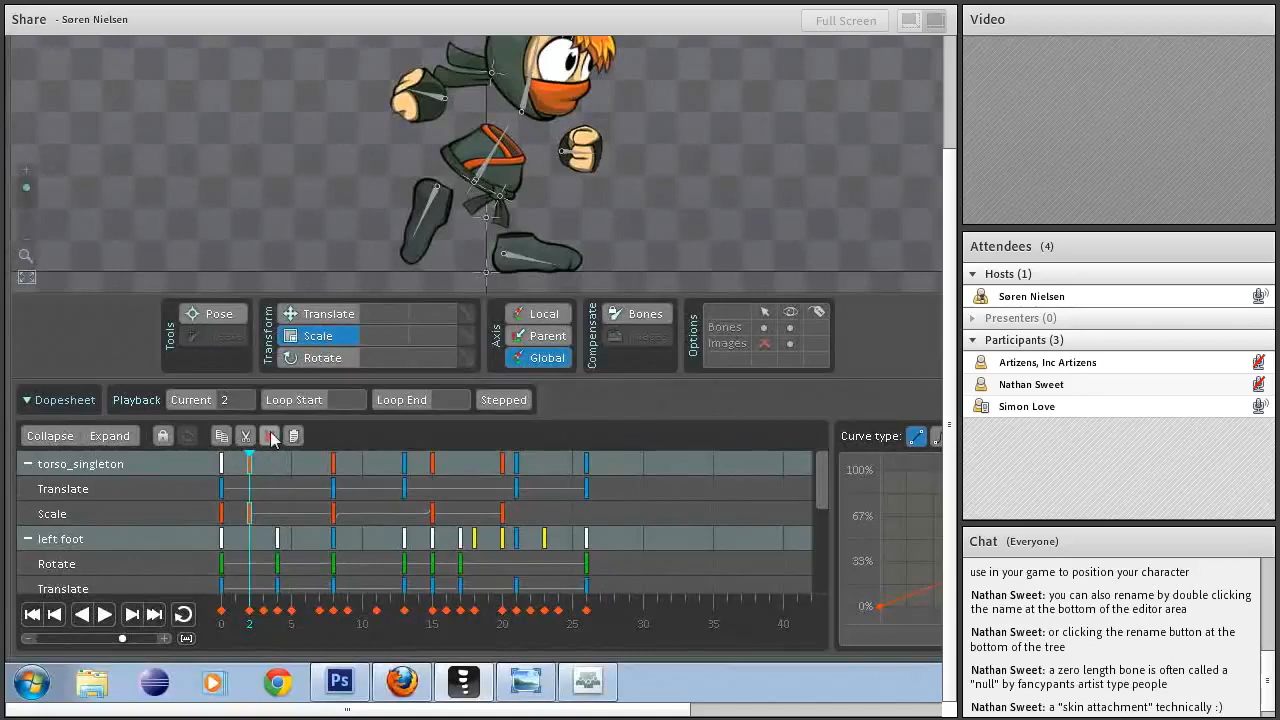 Share - Søren Nielsen
Full Screen
Video
Attendees (4)
Hosts (1)
Søren Nielsen
Presenters (0)
Participants (3)
Artizens, Inc Artizens
Nathan Sweet
Simon Love
Tools
Pose
Transform
Translate
Scale
Rotate
Axis
Local
Parent
Global
Compensate
Bones
Options
Bones
Images
Dopesheet
Playback
Current 2
Loop Start
Loop End
Stepped
Collapse
Expand
Curve type:
torso_singleton
Translate
Scale
left foot
Rotate
Translate
100%
67%
33%
0%
0 2 5 10 15 20 25 30 35 40
Chat (Everyone)
use in your game to position your character
Nathan Sweet: you can also rename by double clicking
the name at the bottom of the editor area
Nathan Sweet: or clicking the rename button at the
bottom of the tree
Nathan Sweet: a zero length bone is often called a
"null" by fancypants artist type people
Nathan Sweet: a "skin attachment" technically :)
Ps